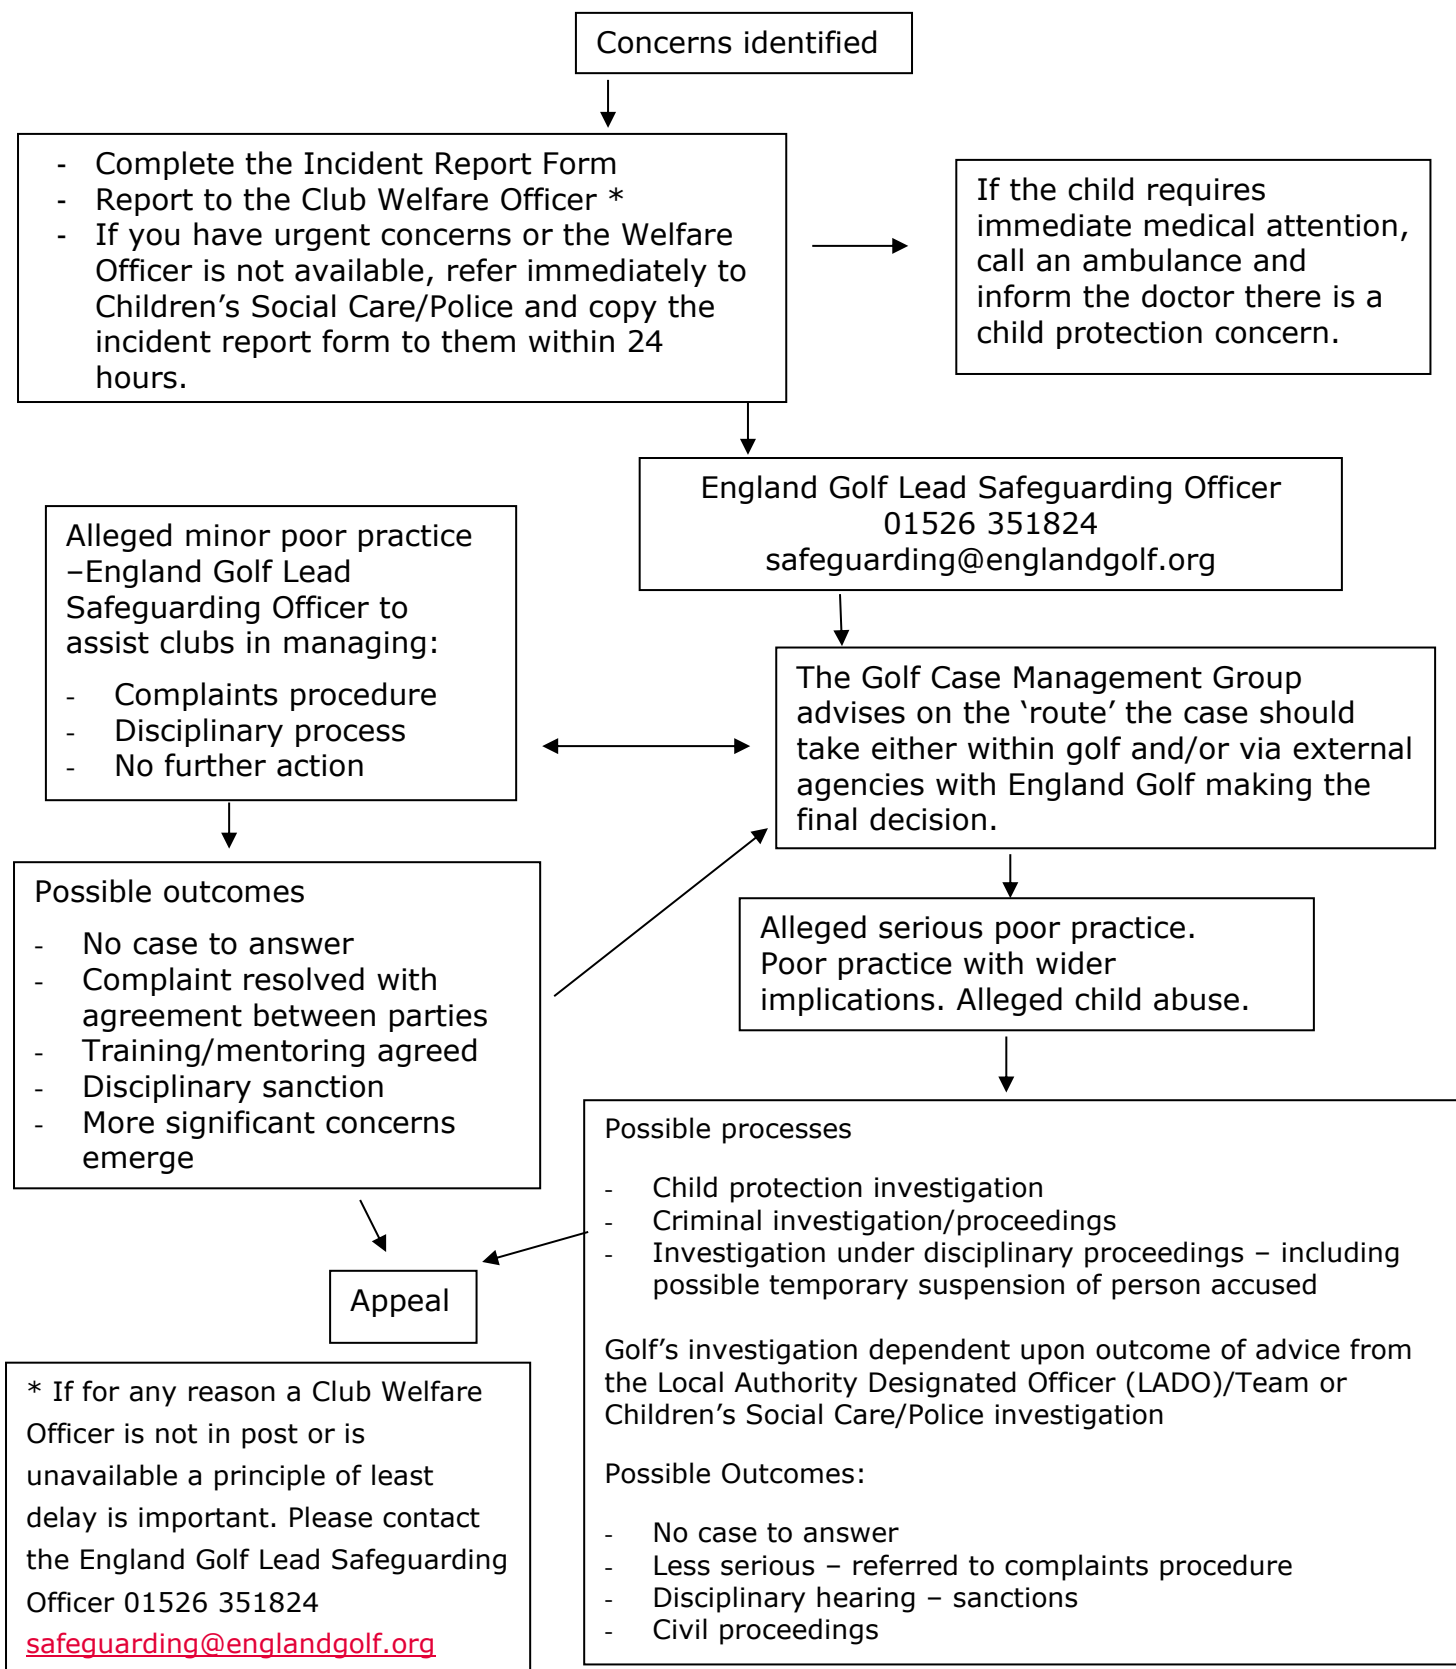 Concerns identified
- Complete the Incident Report Form
- Report to the Club Welfare Officer *
- If you have urgent concerns or the Welfare
Officer is not available, refer immediately to
Children’s Social Care/Police and copy the
incident report form to them within 24
hours.
If the child requires
immediate medical attention,
call an ambulance and
inform the doctor there is a
child protection concern.
England Golf Lead Safeguarding Officer
01526 351824
safeguarding@englandgolf.org
Alleged minor poor practice
–England Golf Lead
Safeguarding Officer to
assist clubs in managing:
- Complaints procedure
- Disciplinary process
- No further action
The Golf Case Management Group
advises on the ‘route’ the case should
take either within golf and/or via external
agencies with England Golf making the
final decision.
Possible outcomes
- No case to answer
- Complaint resolved with
agreement between parties
- Training/mentoring agreed
- Disciplinary sanction
- More significant concerns
emerge
Alleged serious poor practice.
Poor practice with wider
implications. Alleged child abuse.
Possible processes
- Child protection investigation
- Criminal investigation/proceedings
- Investigation under disciplinary proceedings – including
possible temporary suspension of person accused
Golf’s investigation dependent upon outcome of advice from
the Local Authority Designated Officer (LADO)/Team or
Children’s Social Care/Police investigation
Possible Outcomes:
- No case to answer
- Less serious – referred to complaints procedure
- Disciplinary hearing – sanctions
- Civil proceedings
Appeal
* If for any reason a Club Welfare
Officer is not in post or is
unavailable a principle of least
delay is important. Please contact
the England Golf Lead Safeguarding
Officer 01526 351824
safeguarding@englandgolf.org